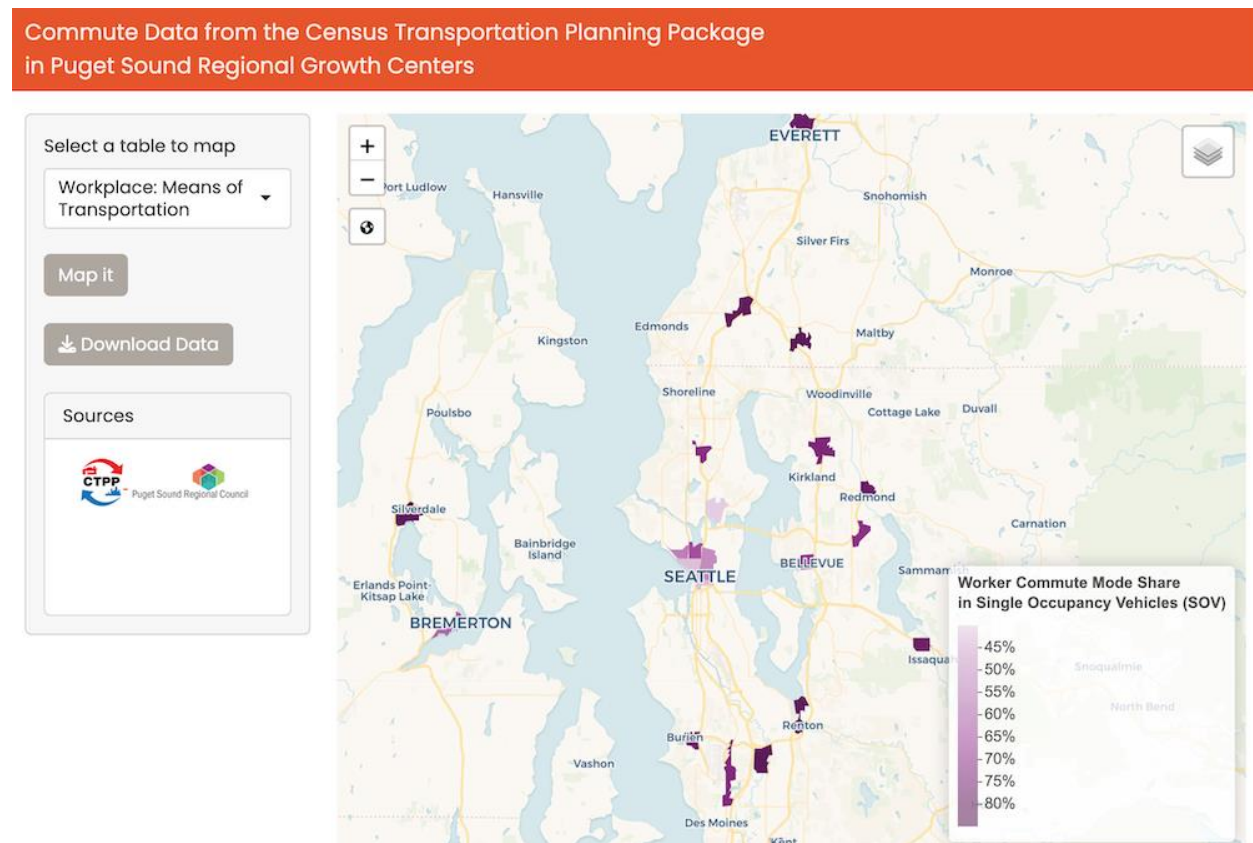 Commute Data from the Census Transportation Planning Package
in Puget Sound Regional Growth Centers
Select a table to map
Workplace: Means of
Transportation
Map it
Download Data
Sources
CTPP
Puget Sound Regional Council
+
−
EVERETT
Port Ludlow
Hansville
Snohomish
Silver Firs
Monroe
Edmonds
Maltby
Kingston
Shoreline
Woodinville
Cottage Lake
Duvall
Poulsbo
Kirkland
Redmond
Silverdale
Carnation
Bainbridge
Island
BELLEVUE
SEATTLE
Sammam
Erlands Point-
Kitsap Lake
BREMERTON
Issaquah
Worker Commute Mode Share
in Single Occupancy Vehicles (SOV)
45%
50%
55%
60%
65%
70%
75%
80%
Snoqualmie
North Bend
Renton
Burien
Vashon
Des Moines
Kent